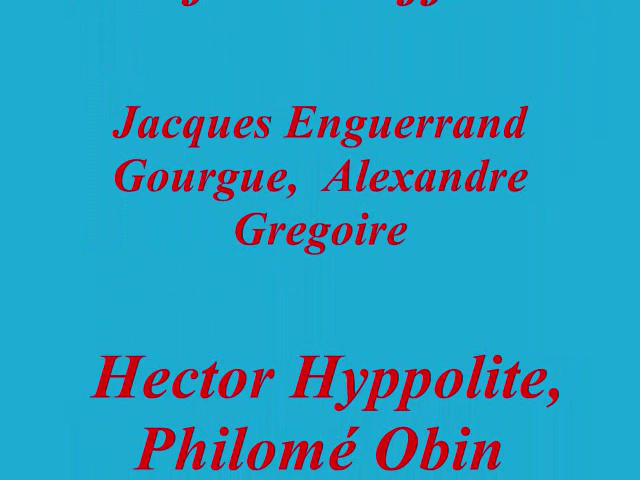 Jacques Enguerrand
Gourgue, Alexandre
Gregoire
Hector Hyppolite,
Philomé Obin